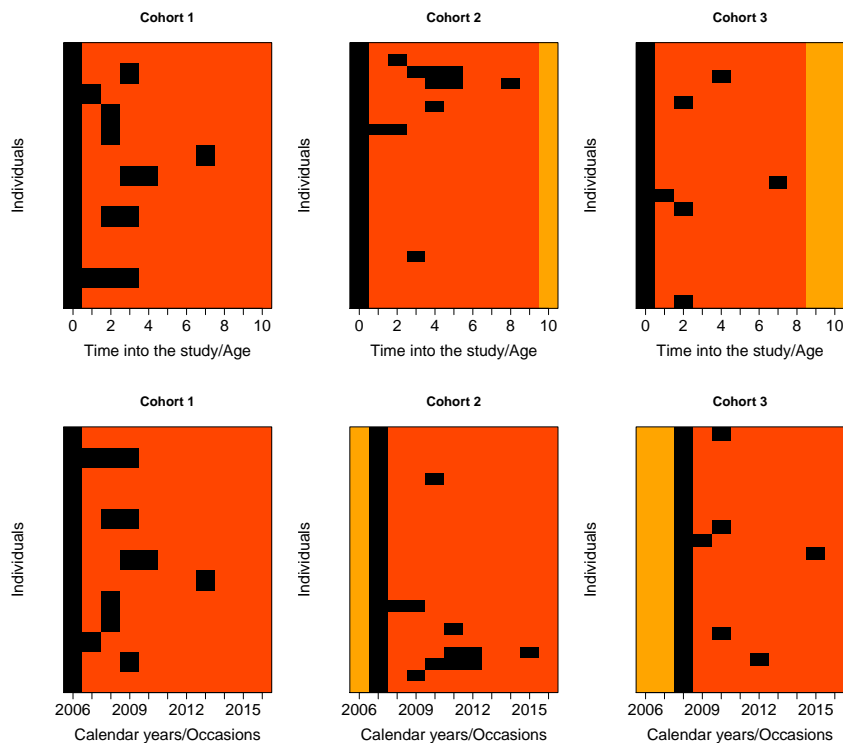 Cohort 1
Cohort 2
Cohort 3
Individuals
Individuals
Individuals
0 2 4 6 8 10
0 2 4 6 8 10
0 2 4 6 8 10
Time into the study/Age
Time into the study/Age
Time into the study/Age
Cohort 1
Cohort 2
Cohort 3
Individuals
Individuals
Individuals
2006 2009 2012 2015
2006 2009 2012 2015
2006 2009 2012 2015
Calendar years/Occasions
Calendar years/Occasions
Calendar years/Occasions